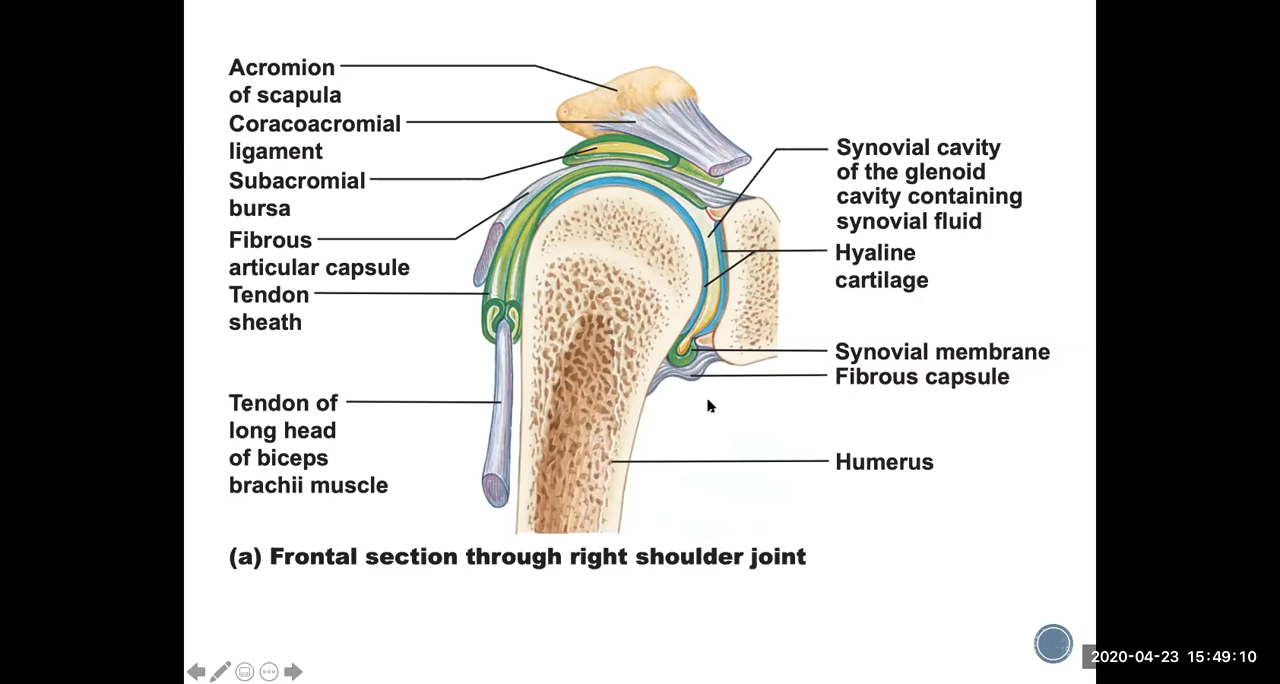 Acromion
of scapula
Coracoacromial
ligament
Subacromial
bursa
Fibrous
articular capsule
Tendon
sheath
Tendon of
long head
of biceps
brachii muscle
Synovial cavity
of the glenoid
cavity containing
synovial fluid
Hyaline
cartilage
Synovial membrane
Fibrous capsule
Humerus
(a) Frontal section through right shoulder joint
2020-04-23 15:49:10